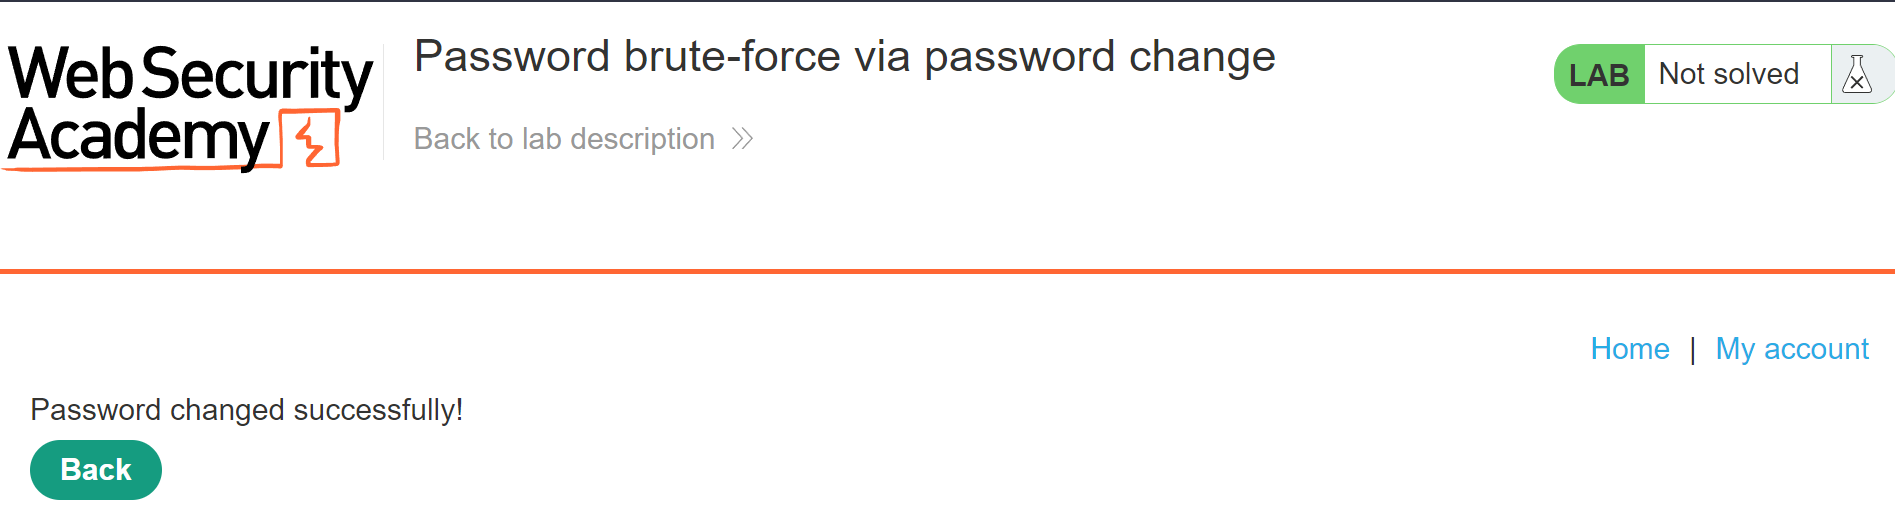 Web Security
Academy
Password brute-force via password change
Back to lab description
LAB Not solved
Home | My account
Password changed successfully!
Back